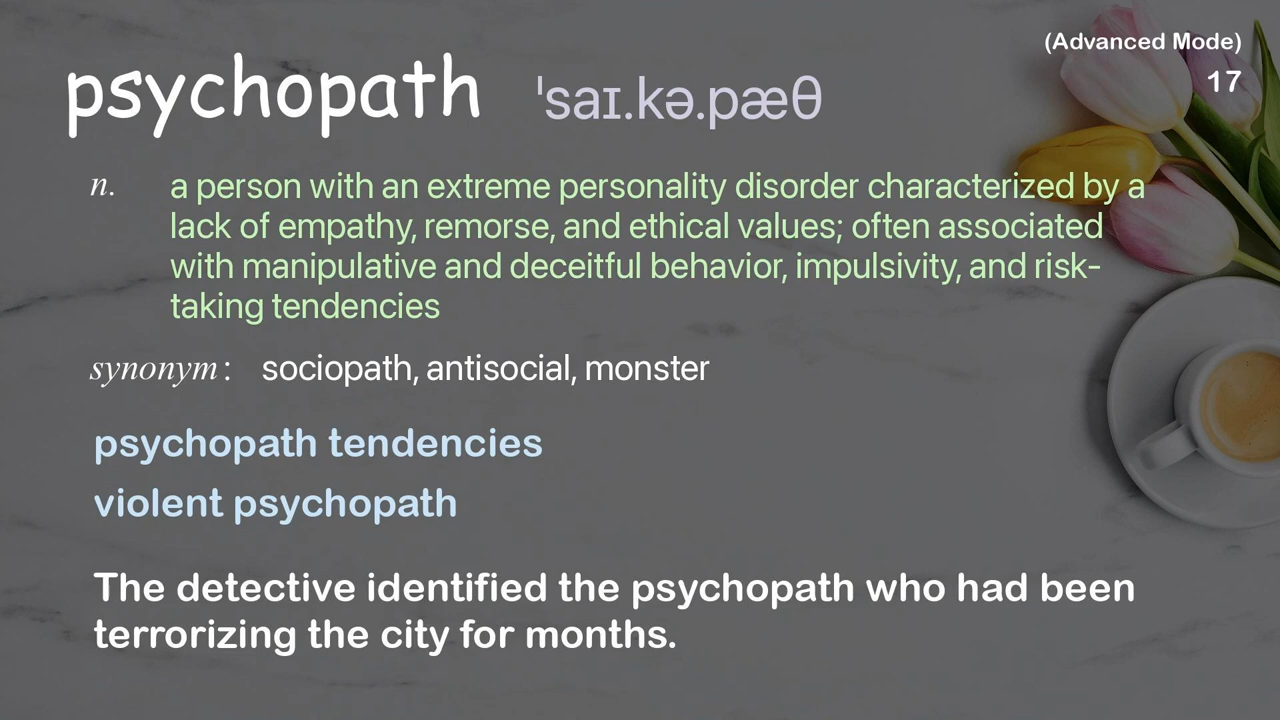 (Advanced Mode)
psychopath ˈsaɪ.kə.pæθ
17
n. a person with an extreme personality disorder characterized by a
lack of empathy, remorse, and ethical values; often associated
with manipulative and deceitful behavior, impulsivity, and risk-
taking tendencies
synonym: sociopath, antisocial, monster
psychopath tendencies
violent psychopath
The detective identified the psychopath who had been
terrorizing the city for months.